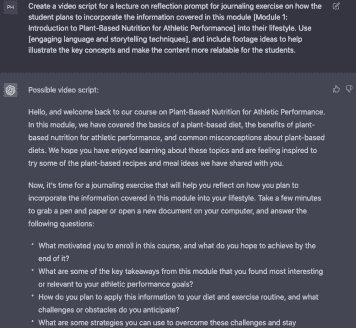 PH
Create a video script for a lecture on reflection prompt for journaling exercise on how the
student plans to incorporate the information covered in this module [Module 1:
Introduction to Plant-Based Nutrition for Athletic Performance] into their lifestyle. Use
[engaging language and storytelling techniques], and include footage ideas to help
illustrate the key concepts and make the content more relatable for the students.
Possible video script:
Hello, and welcome back to our course on Plant-Based Nutrition for Athletic Performance.
In this module, we have covered the basics of a plant-based diet, the benefits of plant-
based nutrition for athletic performance, and common misconceptions about plant-based
diets. We hope you have enjoyed learning about these topics and are feeling inspired to
try some of the plant-based recipes and meal ideas we have shared with you.
Now, it's time for a journaling exercise that will help you reflect on how you plan to
incorporate the information covered in this module into your lifestyle. Take a few minutes
to grab a pen and paper or open a new document on your computer, and answer the
following questions:
• What motivated you to enroll in this course, and what do you hope to achieve by the
end of it?
• What are some of the key takeaways from this module that you found most interesting
or relevant to your athletic performance goals?
• How do you plan to apply this information to your diet and exercise routine, and what
challenges or obstacles do you anticipate?
• What are some strategies you can use to overcome these challenges and stay